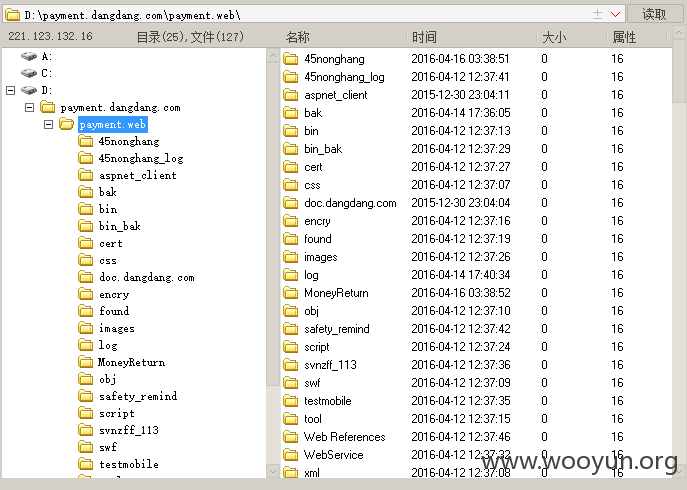 D:\payment.dangdang.com\payment.web\ 读取
221.123.132.16 目录(25),文件(127) 名称 时间 大小 属性
A:
C:
D:
payment.dangdang.com
payment.web
45nonghang
45nonghang_log
aspnet_client
bak
bin
bin_bak
cert
css
doc.dangdang.com
encry
found
images
log
MoneyReturn
obj
safety_remind
script
svnzff_113
swf
testmobile
45nonghang 2016-04-16 03:38:51 0 16
45nonghang_log 2016-04-12 12:37:41 0 16
aspnet_client 2015-12-30 23:04:11 0 16
bak 2016-04-14 17:36:05 0 16
bin 2016-04-12 12:37:13 0 16
bin_bak 2016-04-12 12:37:29 0 16
cert 2016-04-12 12:37:27 0 16
css 2016-04-12 12:37:07 0 16
doc.dangdang.com 2015-12-30 23:04:04 0 16
encry 2016-04-12 12:37:16 0 16
found 2016-04-12 12:37:19 0 16
images 2016-04-12 12:37:26 0 16
log 2016-04-14 17:40:34 0 16
MoneyReturn 2016-04-16 03:38:52 0 16
obj 2016-04-12 12:37:10 0 16
safety_remind 2016-04-12 12:37:42 0 16
script 2016-04-12 12:37:24 0 16
svnzff_113 2016-04-12 12:37:36 0 16
swf 2016-04-12 12:37:09 0 16
testmobile 2016-04-12 12:37:35 0 16
tool 2016-04-12 12:37:15 0 16
Web References 2016-04-12 12:37:46 0 16
WebService 2016-04-12 12:37:32 0 16
xml 2016-04-12 12:37:08 0 16
www.wooyun.org